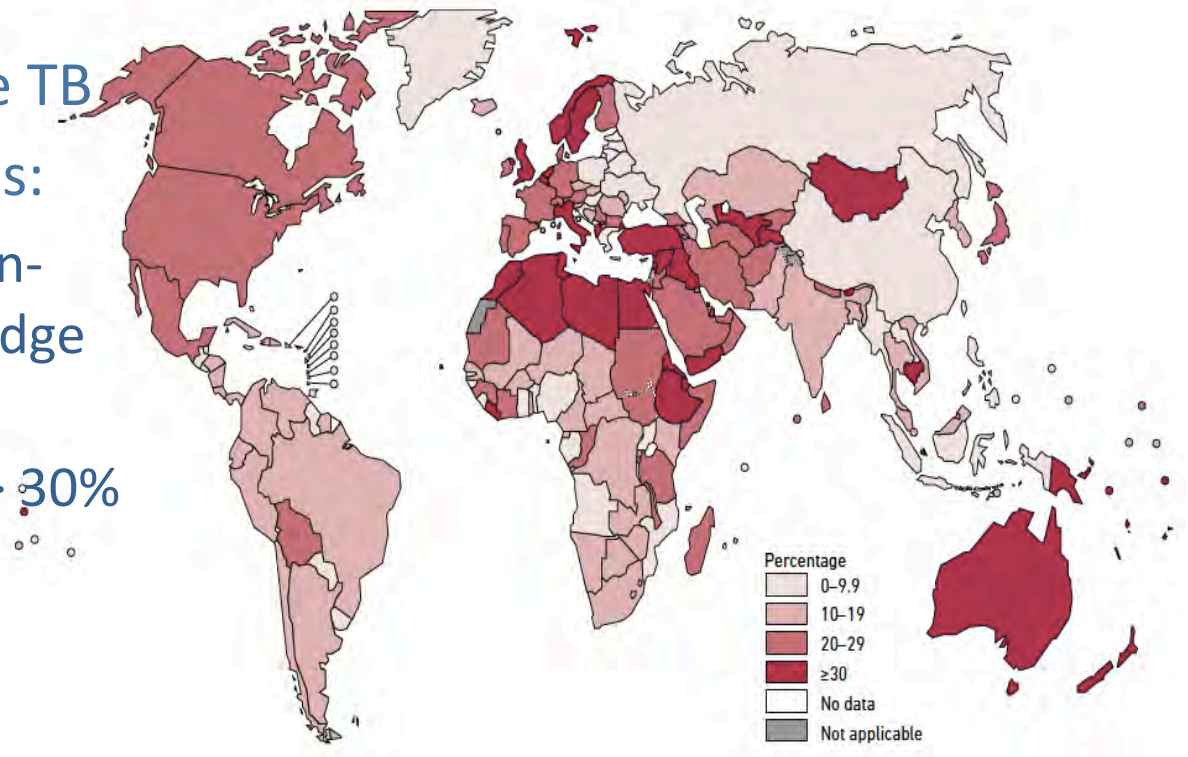 e TB
s:
n-
dge
> 30%
Percentage
0–9.9
10–19
20–29
≥30
No data
Not applicable